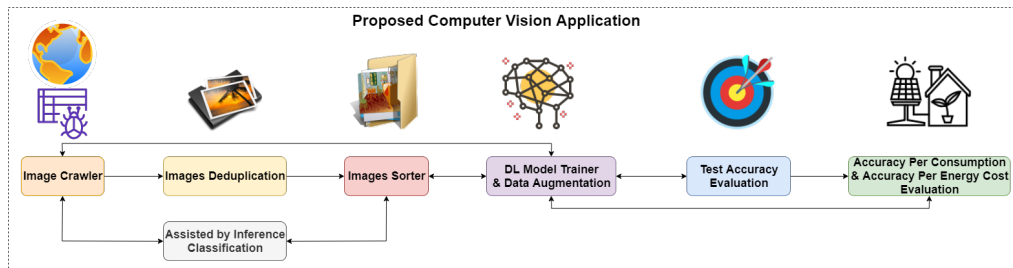 Proposed Computer Vision Application
Image Crawler
Images Deduplication
Images Sorter
DL Model Trainer
& Data Augmentation
Test Accuracy
Evaluation
Accuracy Per Consumption
& Accuracy Per Energy Cost
Evaluation
Assisted by Inference
Classification